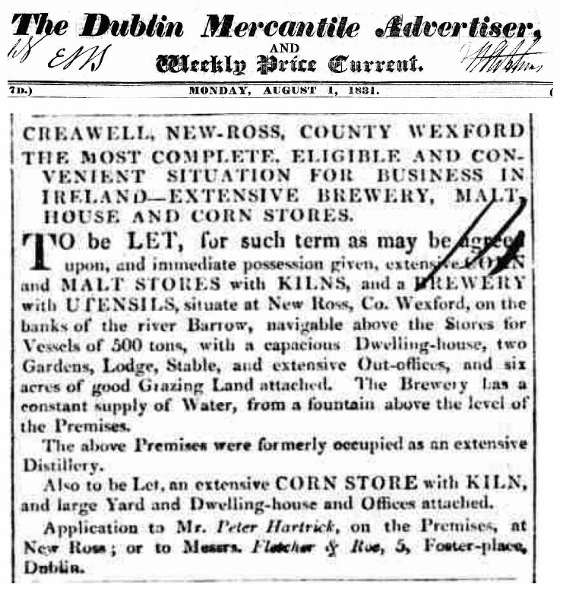 The Dublin Mercantile Advertiser,
AND
Weekly Price Current.
7D.) MONDAY, AUGUST 1, 1831. (
CREAWELL, NEW-ROSS, COUNTY WEXFORD
THE MOST COMPLETE, ELIGIBLE AND CON-
VENIENT SITUATION FOR BUSINESS IN
IRELAND—EXTENSIVE BREWERY, MALT-
HOUSE AND CORN STORES.
TO be LET, for such term as may be agreed
upon, and immediate possession given, extensive CORN
and MALT STORES with KILNS, and a BREWERY
with UTENSILS, situate at New Ross, Co. Wexford, on the
banks of the river Barrow, navigable above the Stores for
Vessels of 500 tons, with a capacious Dwelling-house, two
Gardens, Lodge, Stable, and extensive Out-offices, and six
acres of good Grazing Land attached. The Brewery has a
constant supply of Water, from a fountain above the level of
the Premises.
The above Premises were formerly occupied as an extensive
Distillery.
Also to be Let, an extensive CORN STORE with KILN,
and large Yard and Dwelling-house and Offices attached.
Application to Mr. Peter Hartrick, on the Premises, at
New Ross; or to Messrs. Fletcher & Roe, 5, Foster-place,
Dublin.